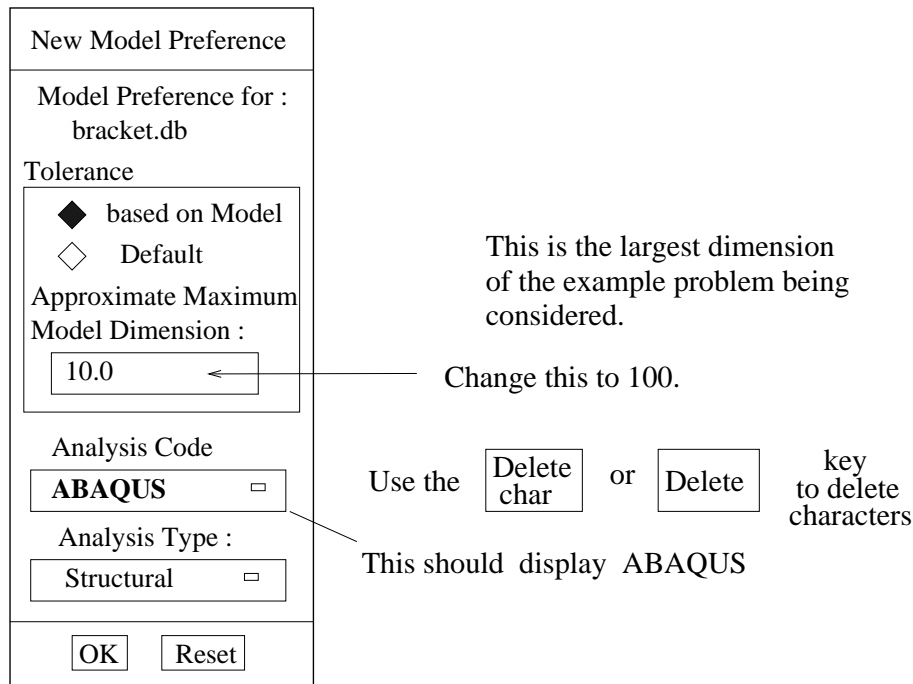 New Model Preference
Model Preference for :
bracket.db
Tolerance
based on Model
Default
Approximate Maximum
Model Dimension :
10.0
Analysis Code
ABAQUS
Analysis Type :
Structural
OK Reset
This is the largest dimension
of the example problem being
considered.
Change this to 100.
Use the Delete char or Delete key
to delete
characters
This should display ABAQUS